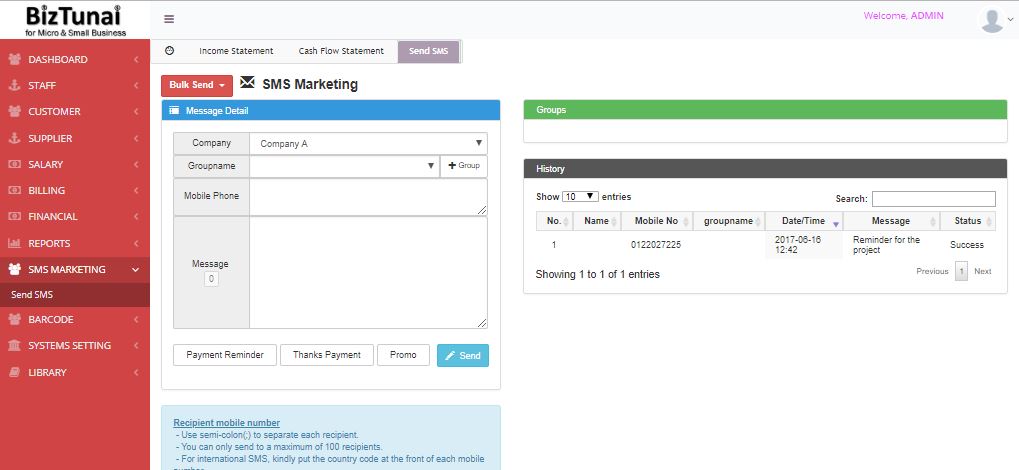 BizTunai
for Micro & Small Business
Welcome, ADMIN
DASHBOARD
STAFF
CUSTOMER
SUPPLIER
SALARY
BILLING
FINANCIAL
REPORTS
SMS MARKETING
Send SMS
BARCODE
SYSTEMS SETTING
LIBRARY
Income Statement
Cash Flow Statement
Send SMS
Bulk Send
SMS Marketing
Message Detail
Company
Company A
Groupname
+ Group
Mobile Phone
Message
0
Payment Reminder
Thanks Payment
Promo
Send
Recipient mobile number
- Use semi-colon(;) to separate each recipient.
- You can only send to a maximum of 100 recipients.
- For international SMS, kindly put the country code at the front of each mobile
Groups
History
Show 10 entries
Search:
No. Name Mobile No groupname Date/Time Message Status
1 0122027225 2017-06-16 12:42 Reminder for the project Success
Showing 1 to 1 of 1 entries
Previous 1 Next